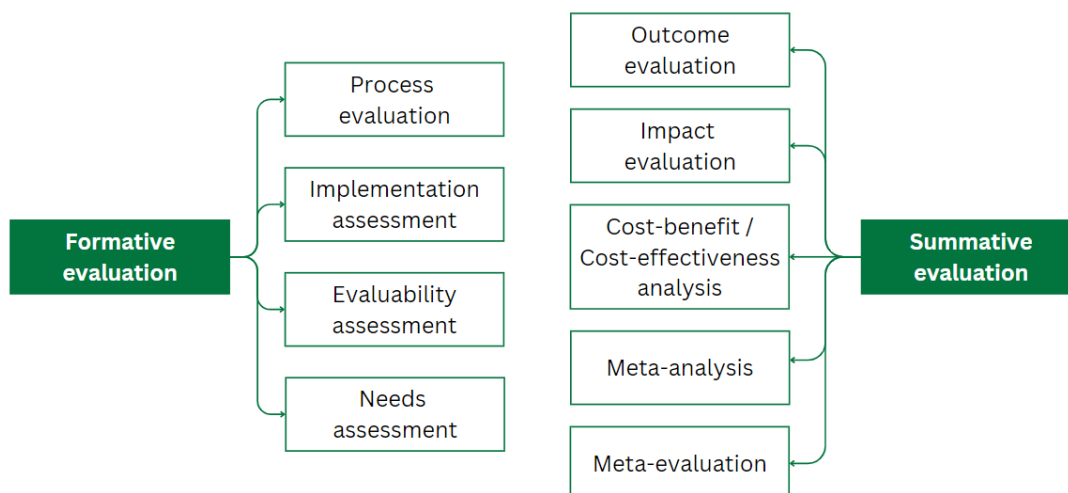 Formative
evaluation
Process
evaluation
Implementation
assessment
Evaluability
assessment
Needs
assessment
Outcome
evaluation
Impact
evaluation
Cost-benefit /
Cost-effectiveness
analysis
Meta-analysis
Meta-evaluation
Summative
evaluation